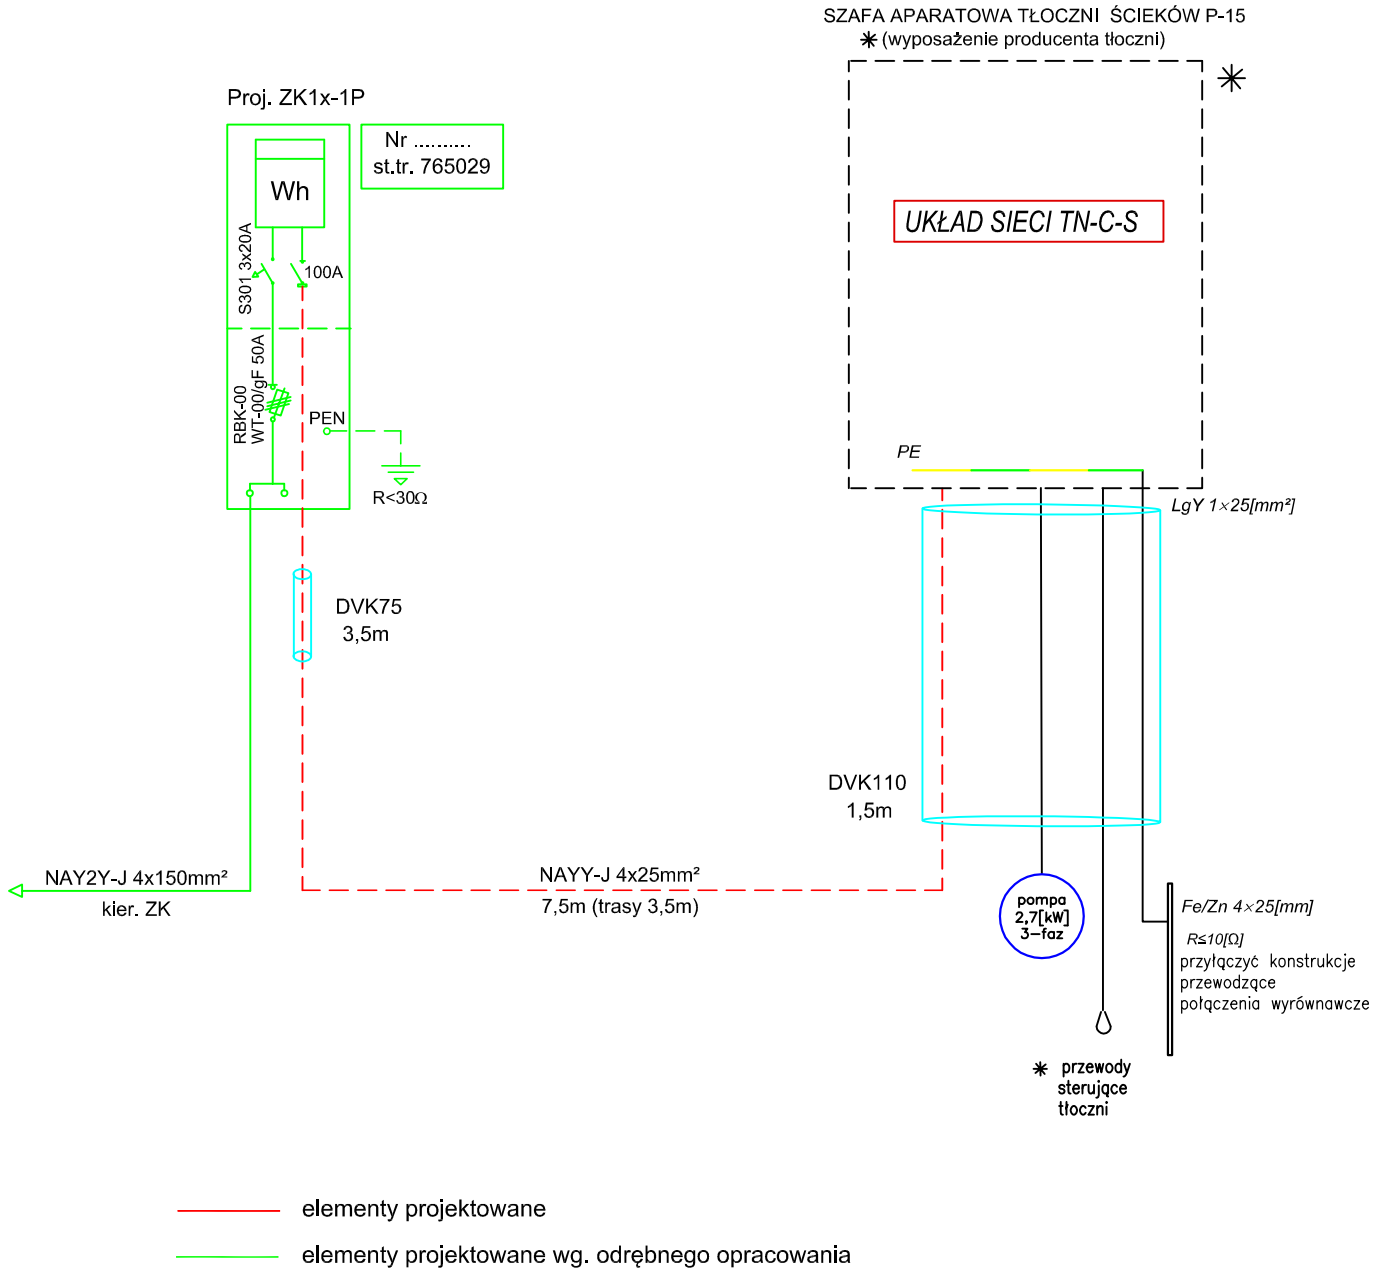 SZAFA APARATOWA TŁOCZNI ŚCIEKÓW P-15
(wyposażenie producenta tłoczni)
Proj. ZK1x-1P
Nr ..........
st.tr. 765029
Wh
S301 3x20A
100A
RBK-00
WT-00/gF 50A
PEN
R<30Ω
UKŁAD SIECI TN-C-S
PE
LgY 1×25[mm²]
DVK75
3,5m
DVK110
1,5m
NAY2Y-J 4x150mm²
kier. ZK
NAYY-J 4x25mm²
7,5m (trasy 3,5m)
pompa
2,7[kW]
3-faz
Fe/Zn 4×25[mm]
R≤10[Ω]
przyłączyć konstrukcje
przewodzące
połączenia wyrównawcze
przewody
sterujące
tłoczni
elementy projektowane
elementy projektowane wg. odrębnego opracowania